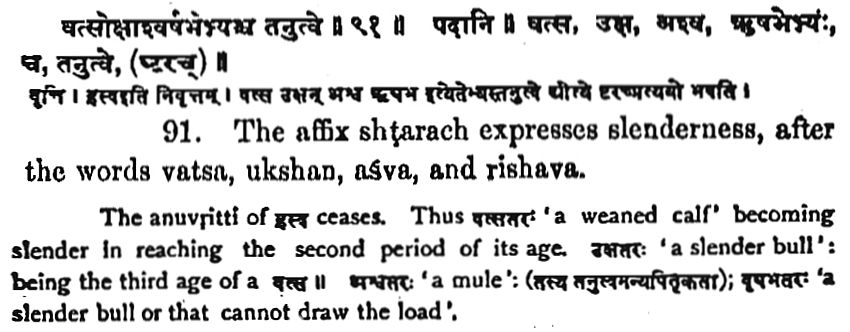 वत्सोक्षाश्वर्षभेभ्यश्च तनुत्वे ॥ ९१ ॥ पदानि ॥ वत्स, उक्ष, अश्व, ऋषभेभ्यः,
च, तनुत्वे, (ष्टरच्) ॥
वृत्तिः । ह्रस्वइति निवृत्तम् । वत्स उक्षन् अश्व ऋषभ इत्येतेभ्यस्तनुत्वे द्योत्ये ष्टरच्प्रत्ययो भवति ।
91. The affix shṭarach expresses slenderness, after
the words vatsa, ukshan, aśva, and rishava.
The anuvritti of ह्रस्व ceases. Thus वत्सतरः 'a weaned calf' becoming
slender in reaching the second period of its age. उक्षतरः 'a slender bull':
being the third age of a वत्स ॥ अश्वतरः 'a mule': (तस्य तनुत्वमन्यपितृकता); ऋषभतरः 'a
slender bull or that cannot draw the load'.